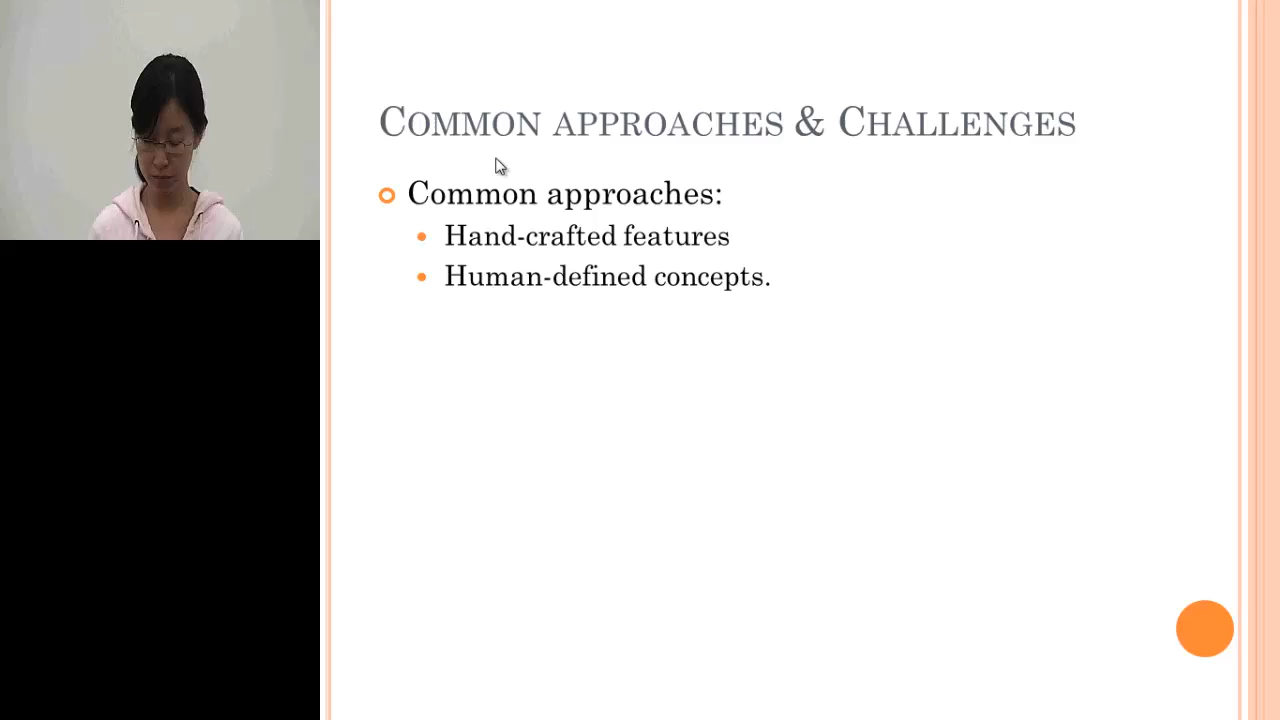 COMMON APPROACHES & CHALLENGES
Common approaches:
Hand-crafted features
Human-defined concepts.